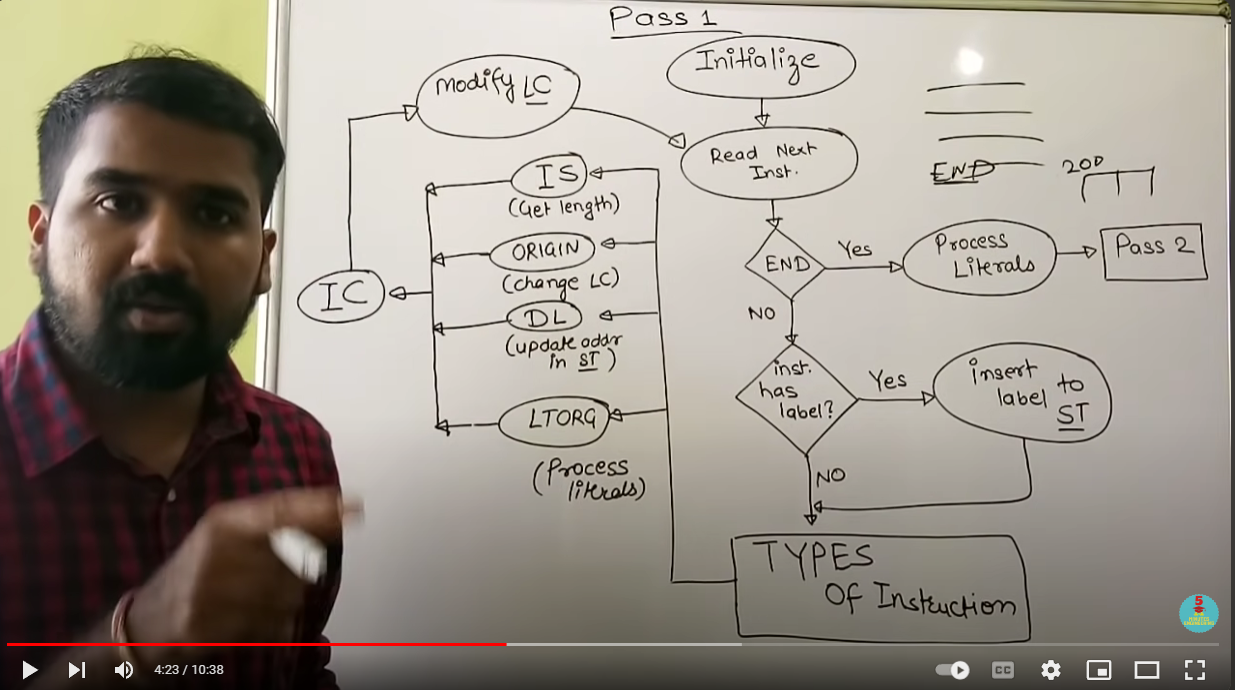 Pass 1
Initialize
modify LC
Read Next
Inst.
END
200
IS
(Get length)
ORIGIN
(change LC)
DL
(update addr
in ST)
LTORG
(Process
literals)
IC
END
Yes
Process
Literals
Pass 2
NO
inst.
has
label?
Yes
insert
label to
ST
NO
TYPES
Of Instruction
5
4:23 / 10:38
CC